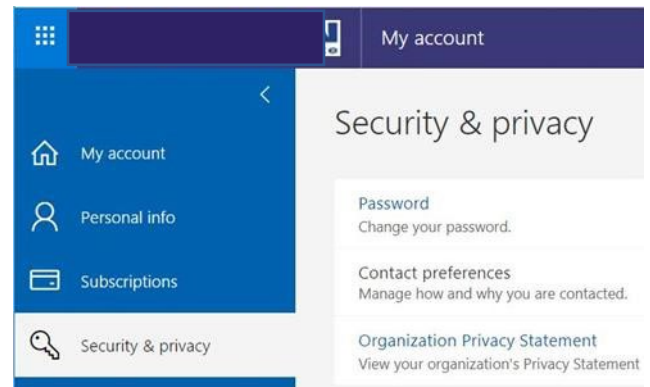 My account
Security & privacy
My account
Personal info
Subscriptions
Security & privacy
Password
Change your password.
Contact preferences
Manage how and why you are contacted.
Organization Privacy Statement
View your organization's Privacy Statement